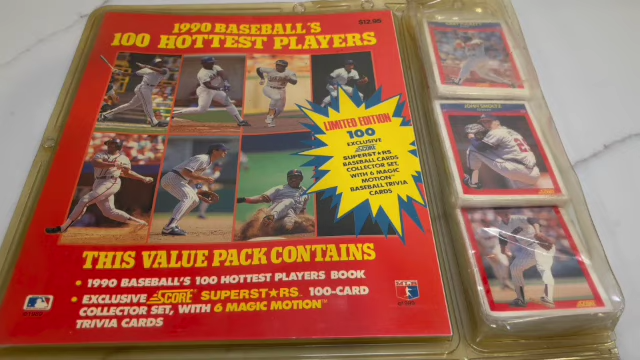 1990 BASEBALL'S
$12.95
100 HOTTEST PLAYERS
LIMITED EDITION
100
EXCLUSIVE
SCORE
SUPERST★RS
BASEBALL CARDS
COLLECTOR SET,
WITH 6 MAGIC
MOTION™
BASEBALL TRIVIA
CARDS
THIS VALUE PACK CONTAINS
• 1990 BASEBALL'S 100 HOTTEST PLAYERS BOOK
• EXCLUSIVE SCORE® SUPERST★RS™ 100-CARD
COLLECTOR SET, WITH 6 MAGIC MOTION™
TRIVIA CARDS